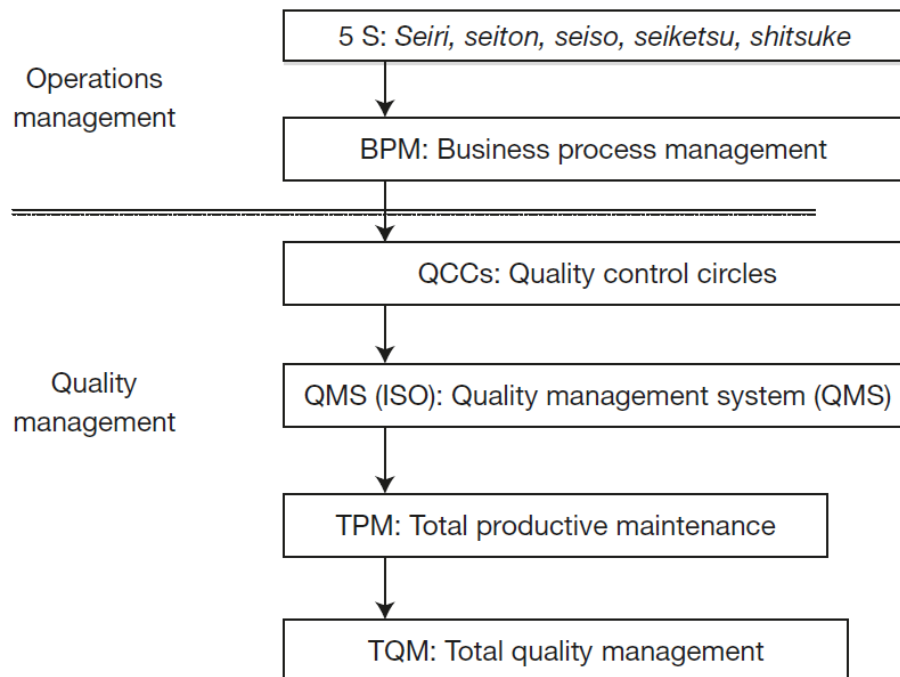 5 S: Seiri, seiton, seiso, seiketsu, shitsuke
Operations
management
BPM: Business process management
QCCs: Quality control circles
Quality
management
QMS (ISO): Quality management system (QMS)
TPM: Total productive maintenance
TQM: Total quality management